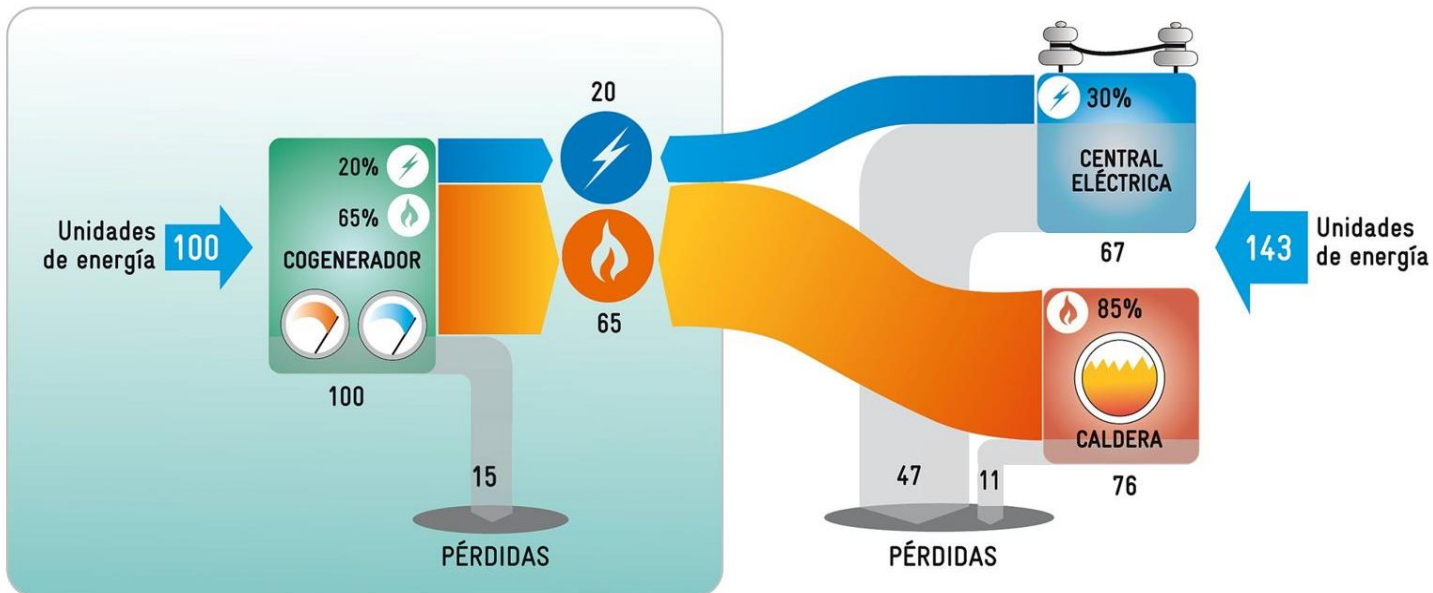 20
20%
65%
Unidades
de energía
100
COGENERADOR
100
65
15
PÉRDIDAS
30%
CENTRAL
ELÉCTRICA
67
143
Unidades
de energía
85%
CALDERA
76
47
11
PÉRDIDAS